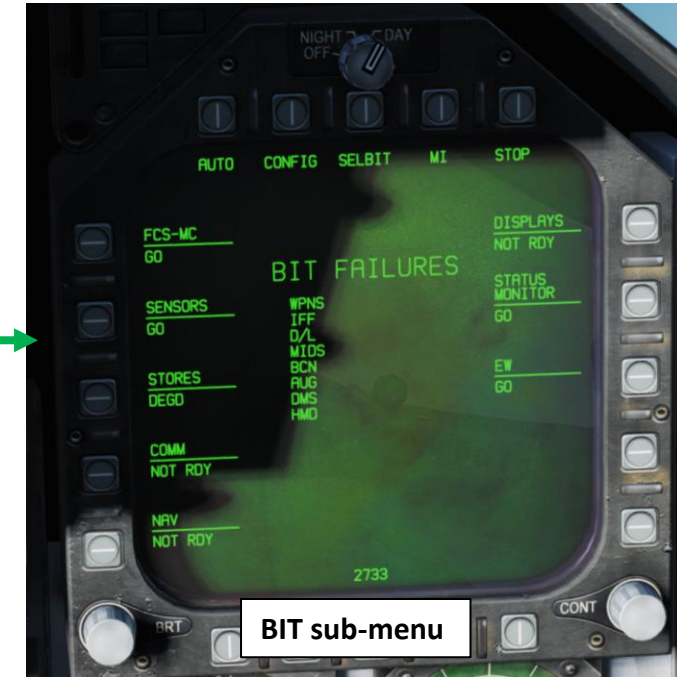 NIGHT DAY
OFF
AUTO CONFIG SELBIT MI STOP
FCS-MC
GO
SENSORS
GO
STORES
DEGD
COMM
NOT RDY
NAV
NOT RDY
BIT FAILURES
WPNS
IFF
D/L
MIDS
BCN
AUG
DMS
HMD
DISPLAYS
NOT RDY
STATUS
MONITOR
GO
EW
GO
2733
BRT
CONT
BIT sub-menu